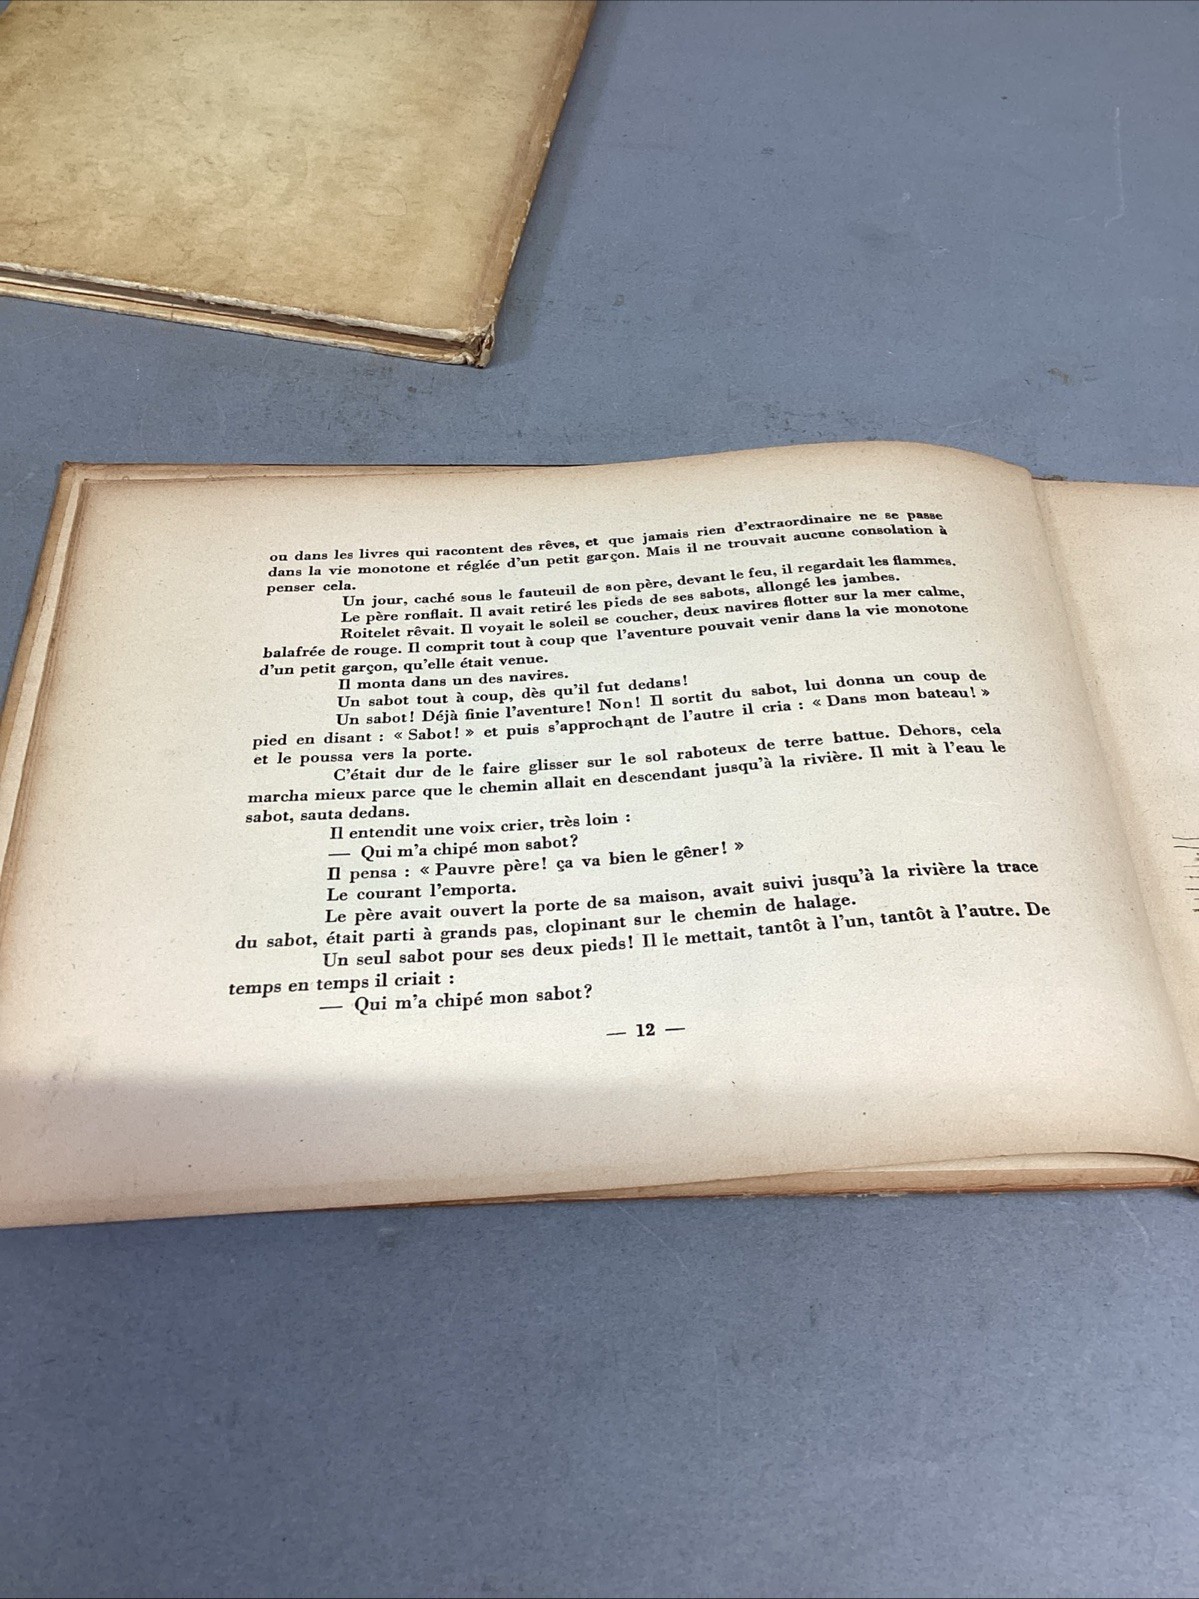 ou dans les livres qui racontent des rêves, et que jamais rien d'extraordinaire ne se passe
dans la vie monotone et réglée d'un petit garçon. Mais il ne trouvait aucune consolation à
penser cela.
Un jour, caché sous le fauteuil de son père, devant le feu, il regardait les flammes.
Le père ronflait. Il avait retiré les pieds de ses sabots, allongé les jambes.
Roitelet rêvait. Il voyait le soleil se coucher, deux navires flotter sur la mer calme,
balafrée de rouge. Il comprit tout à coup que l'aventure pouvait venir dans la vie monotone
d'un petit garçon, qu'elle était venue.
Il monta dans un des navires.
Un sabot tout à coup, dès qu'il fut dedans!
Un sabot! Déjà finie l'aventure! Non! Il sortit du sabot, lui donna un coup de
pied en disant : « Sabot! » et puis s'approchant de l'autre il cria : « Dans mon bateau! »
et le poussa vers la porte.
C'était dur de le faire glisser sur le sol raboteux de terre battue. Dehors, cela
marcha mieux parce que le chemin allait en descendant jusqu'à la rivière. Il mit à l'eau le
sabot, sauta dedans.
Il entendit une voix crier, très loin :
— Qui m'a chipé mon sabot?
Il pensa : « Pauvre père! ça va bien le gêner! »
Le courant l'emporta.
Le père avait ouvert la porte de sa maison, avait suivi jusqu'à la rivière la trace
du sabot, était parti à grands pas, clopinant sur le chemin de halage.
Un seul sabot pour ses deux pieds! Il le mettait, tantôt à l'un, tantôt à l'autre. De
temps en temps il criait :
— Qui m'a chipé mon sabot?
— 12 —